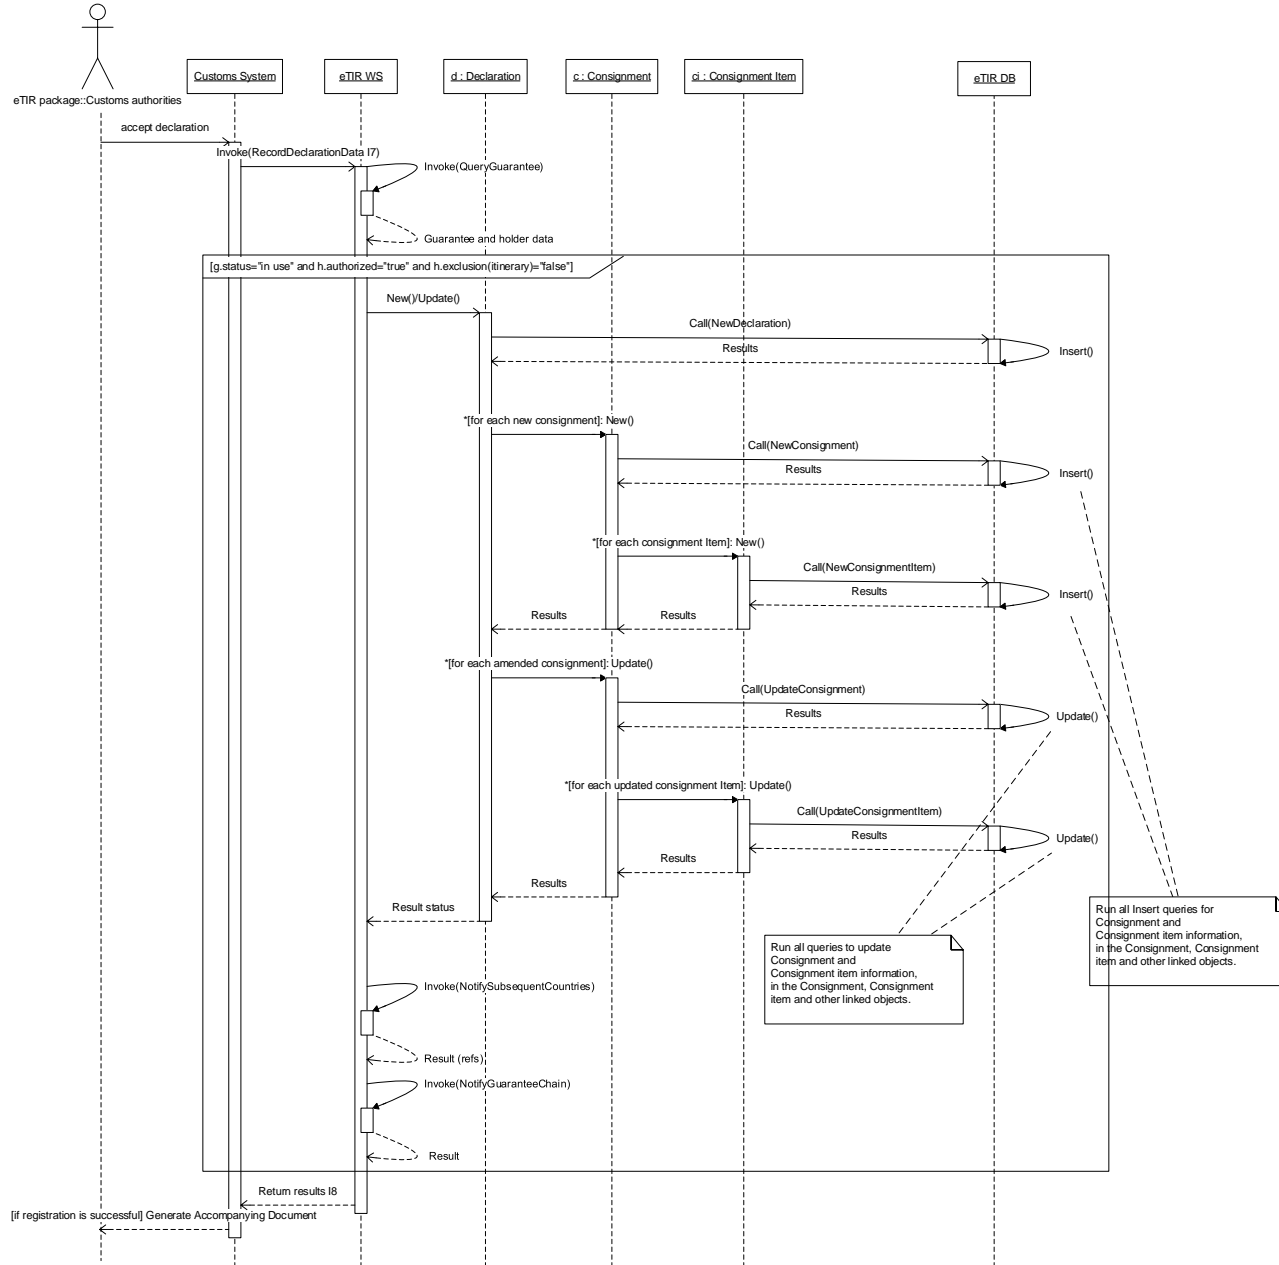 Customs System
eTIR WS
d : Declaration
c : Consignment
ci : Consignment Item
eTIR DB
eTIR package::Customs authorities
accept declaration
Invoke(RecordDeclarationData I7)
Invoke(QueryGuarantee)
Guarantee and holder data
[g.status="in use" and h.authorized="true" and h.exclusion(itinerary)="false"]
New()/Update()
Call(NewDeclaration)
Results
Insert()
*[for each new consignment]: New()
Call(NewConsignment)
Results
Insert()
*[for each consignment Item]: New()
Call(NewConsignmentItem)
Results
Insert()
Results
Results
*[for each amended consignment]: Update()
Call(UpdateConsignment)
Results
Update()
*[for each updated consignment Item]: Update()
Call(UpdateConsignmentItem)
Results
Update()
Results
Results
Result status
Run all Insert queries for
Consignment and
Consignment item information,
in the Consignment, Consignment
item and other linked objects.
Run all queries to update
Consignment and
Consignment item information,
in the Consignment, Consignment
item and other linked objects.
Invoke(NotifySubsequentCountries)
Result (refs)
Invoke(NotifyGuaranteeChain)
Result
Return results I8
[if registration is successful] Generate Accompanying Document